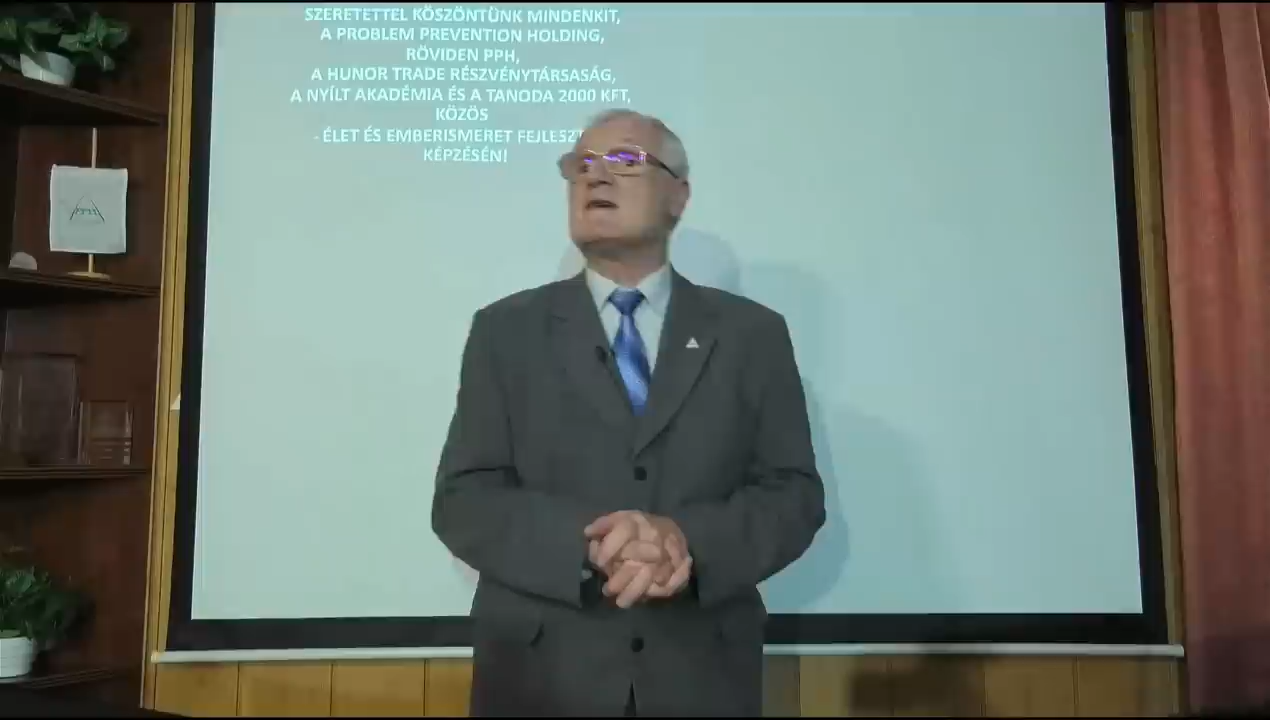 SZERETETTEL KÖSZÖNTÜNK MINDENKIT,
A PROBLEM PREVENTION HOLDING,
RÖVIDEN PPH,
A HUNOR TRADE RÉSZVÉNYTÁRSASÁG,
A NYÍLT AKADÉMIA ÉS A TANODA 2000 KFT,
KÖZÖS
- ÉLET ÉS EMBERISMERET
KÉPZÉSÉN!